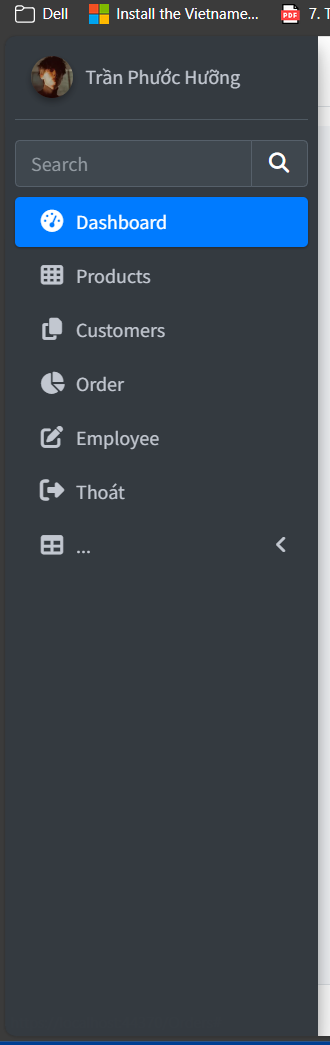 Dell Install the Vietname... 7. T
Trần Phước Hưỡng
Search
Dashboard
Products
Customers
Order
Employee
Thoát
...